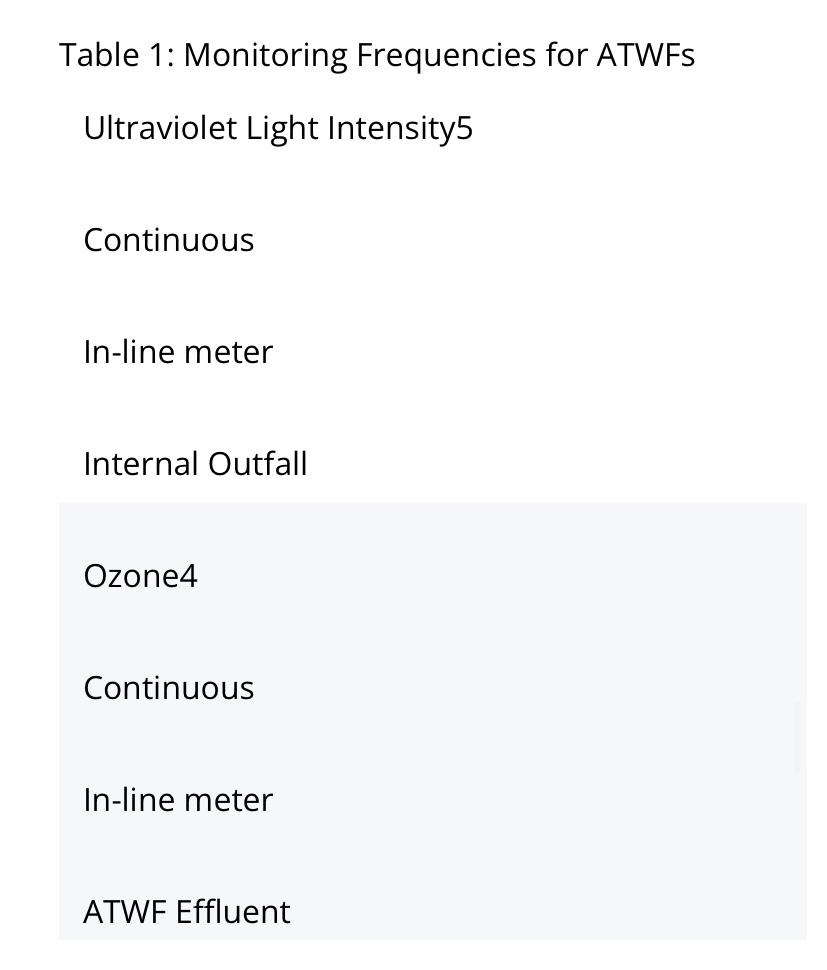 Table 1: Monitoring Frequencies for ATWFs
Ultraviolet Light Intensity5
Continuous
In-line meter
Internal Outfall
Ozone4
Continuous
In-line meter
ATWF Effluent